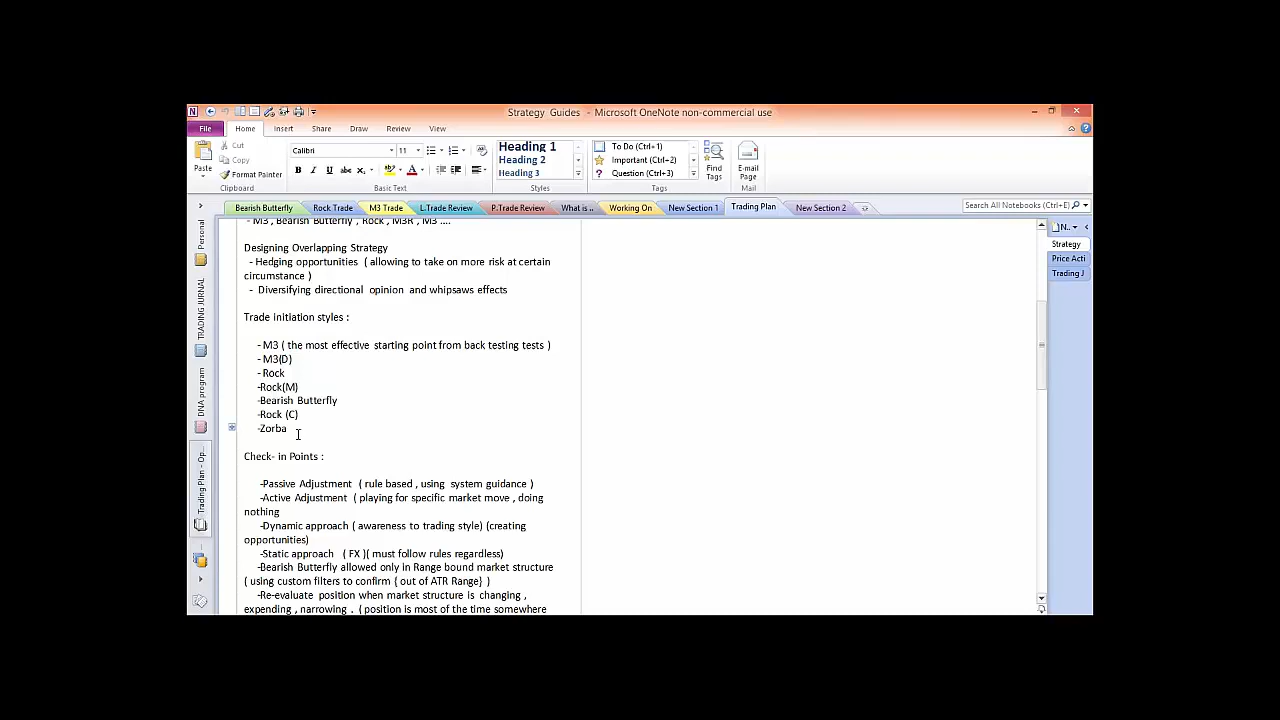 Strategy Guides - Microsoft OneNote non-commercial use
File Home Insert Share Draw Review View
Paste
Cut
Copy
Format Painter
Clipboard
Calibri 11
B I U abc
Basic Text
Heading 1
Heading 2
Heading 3
Styles
To Do (Ctrl+1)
Important (Ctrl+2)
Question (Ctrl+3)
Tags
Find
Tags
E-mail
Page
Mail
Bearish Butterfly Rock Trade M3 Trade L.Trade Review P.Trade Review What is .. Working On New Section 1 Trading Plan New Section 2
Search All Notebooks (Ctrl+E)
Personal
TRADING JURNAL
DNA program
Trading Plan - Op...
N..
Strategy
Price Acti
Trading J
- M3 , Bearish Butterfly , Rock , M3R , M3 ....
Designing Overlapping Strategy
- Hedging opportunities ( allowing to take on more risk at certain
circumstance )
- Diversifying directional opinion and whipsaws effects
Trade initiation styles :
- M3 ( the most effective starting point from back testing tests )
- M3(D)
- Rock
-Rock(M)
-Bearish Butterfly
-Rock (C)
-Zorba
Check- in Points :
-Passive Adjustment ( rule based , using system guidance )
-Active Adjustment ( playing for specific market move , doing
nothing
-Dynamic approach ( awareness to trading style) (creating
opportunities)
-Static approach ( FX )( must follow rules regardless)
-Bearish Butterfly allowed only in Range bound market structure
( using custom filters to confirm { out of ATR Range} )
-Re-evaluate position when market structure is changing ,
expending , narrowing . ( position is most of the time somewhere